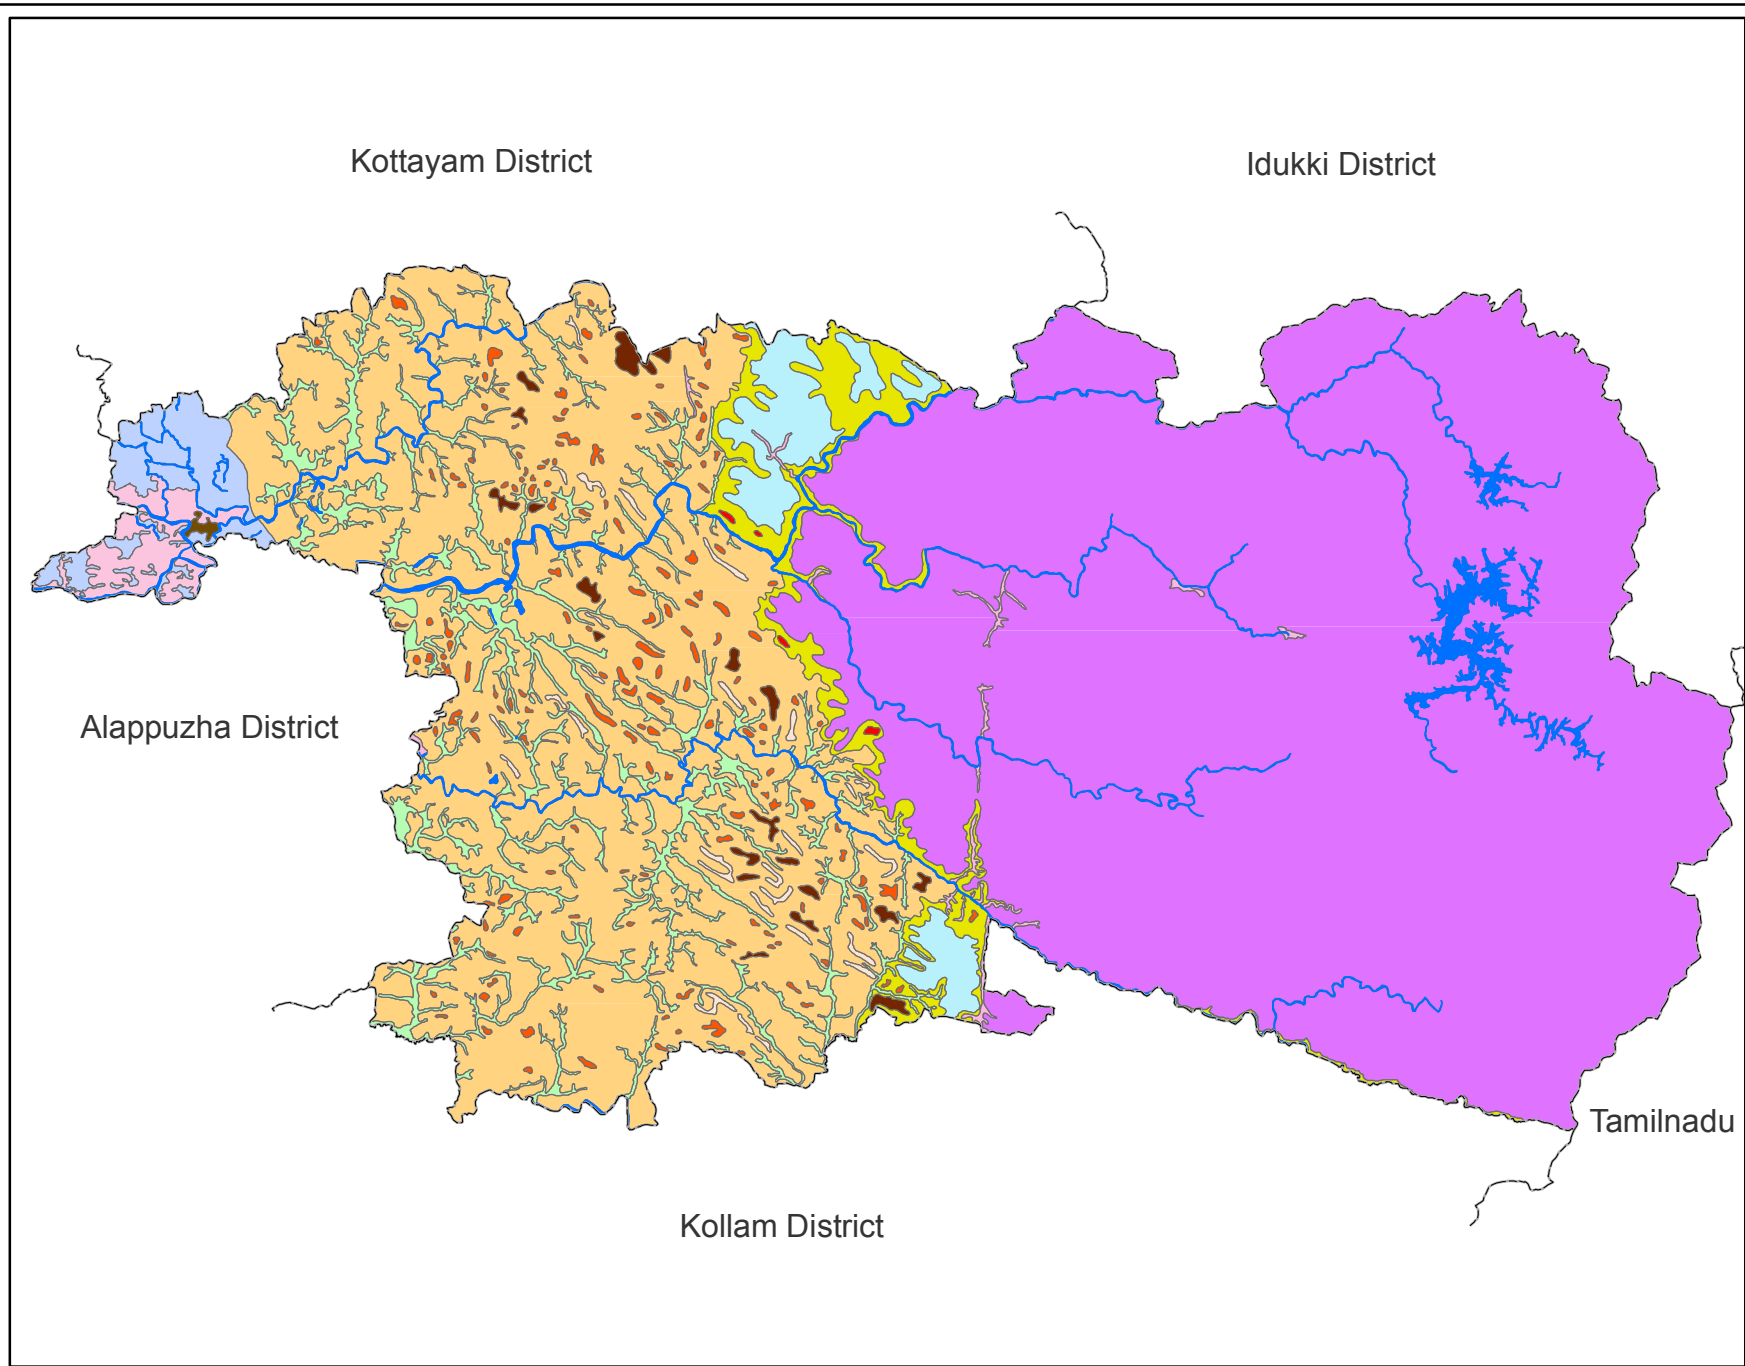 Kottayam District
Idukki District
Alappuzha District
Tamilnadu
Kollam District